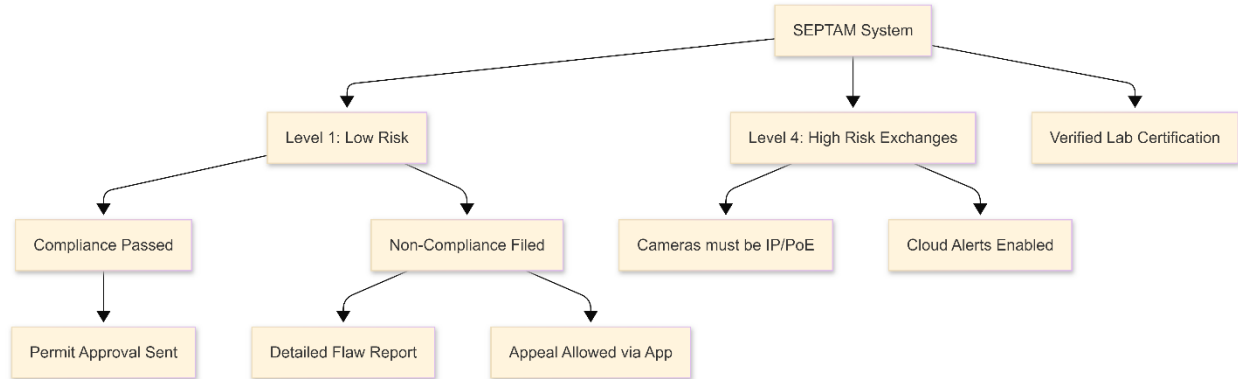 SEPTAM System
Level 1: Low Risk
Level 4: High Risk Exchanges
Verified Lab Certification
Compliance Passed
Non-Compliance Filed
Cameras must be IP/PoE
Cloud Alerts Enabled
Permit Approval Sent
Detailed Flaw Report
Appeal Allowed via App